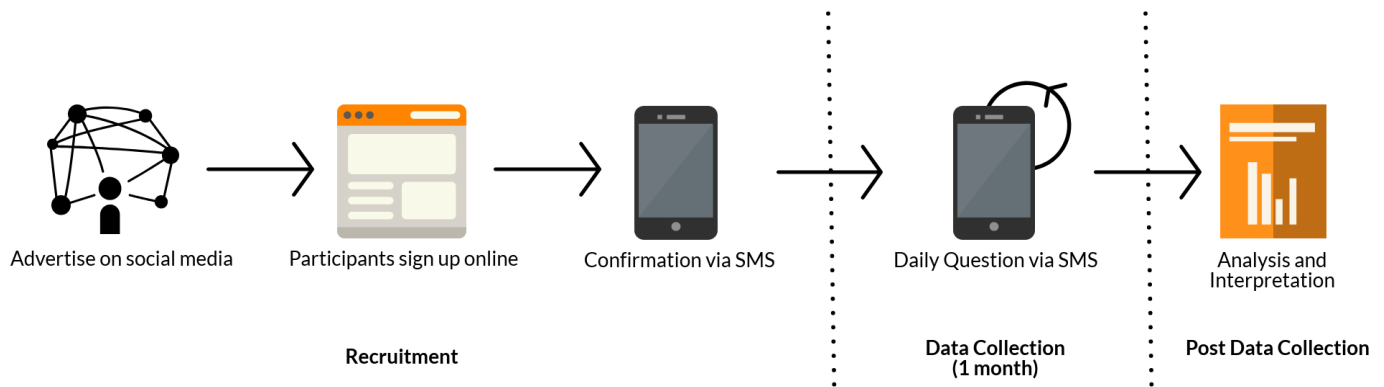 Advertise on social media
Participants sign up online
Confirmation via SMS
Daily Question via SMS
Analysis and
Interpretation
Recruitment
Data Collection
(1 month)
Post Data Collection